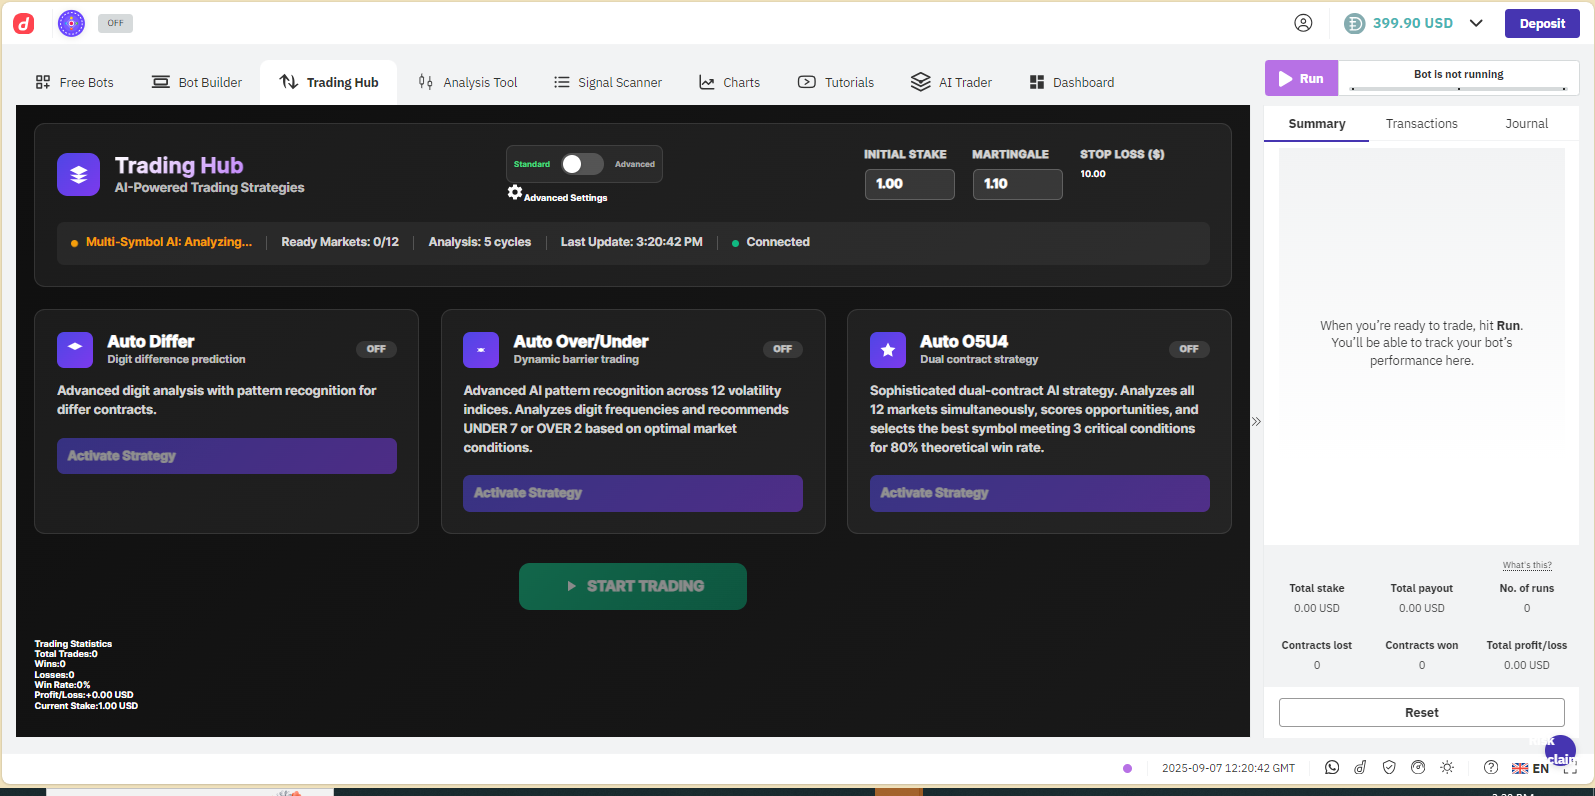 OFF
399.90 USD
Deposit
Free Bots
Bot Builder
Trading Hub
Analysis Tool
Signal Scanner
Charts
Tutorials
AI Trader
Dashboard
Run
Bot is not running
Trading Hub
AI-Powered Trading Strategies
Standard
Advanced
Advanced Settings
INITIAL STAKE
MARTINGALE
STOP LOSS ($)
1.00
1.10
10.00
Multi-Symbol AI: Analyzing...
Ready Markets: 0/12
Analysis: 5 cycles
Last Update: 3:20:42 PM
Connected
Auto Differ
Digit difference prediction
OFF
Advanced digit analysis with pattern recognition for
differ contracts.
Activate Strategy
Auto Over/Under
Dynamic barrier trading
OFF
Advanced AI pattern recognition across 12 volatility
indices. Analyzes digit frequencies and recommends
UNDER 7 or OVER 2 based on optimal market
conditions.
Activate Strategy
Auto O5U4
Dual contract strategy
OFF
Sophisticated dual-contract AI strategy. Analyzes all
12 markets simultaneously, scores opportunities, and
selects the best symbol meeting 3 critical conditions
for 80% theoretical win rate.
Activate Strategy
START TRADING
Trading Statistics
Total Trades:0
Wins:0
Losses:0
Win Rate:0%
Profit/Loss:+0.00 USD
Current Stake:1.00 USD
Summary
Transactions
Journal
When you're ready to trade, hit Run.
You'll be able to track your bot's
performance here.
What's this?
Total stake
Total payout
No. of runs
0.00 USD
0.00 USD
0
Contracts lost
Contracts won
Total profit/loss
0
0
0.00 USD
Reset
2025-09-07 12:20:42 GMT
EN